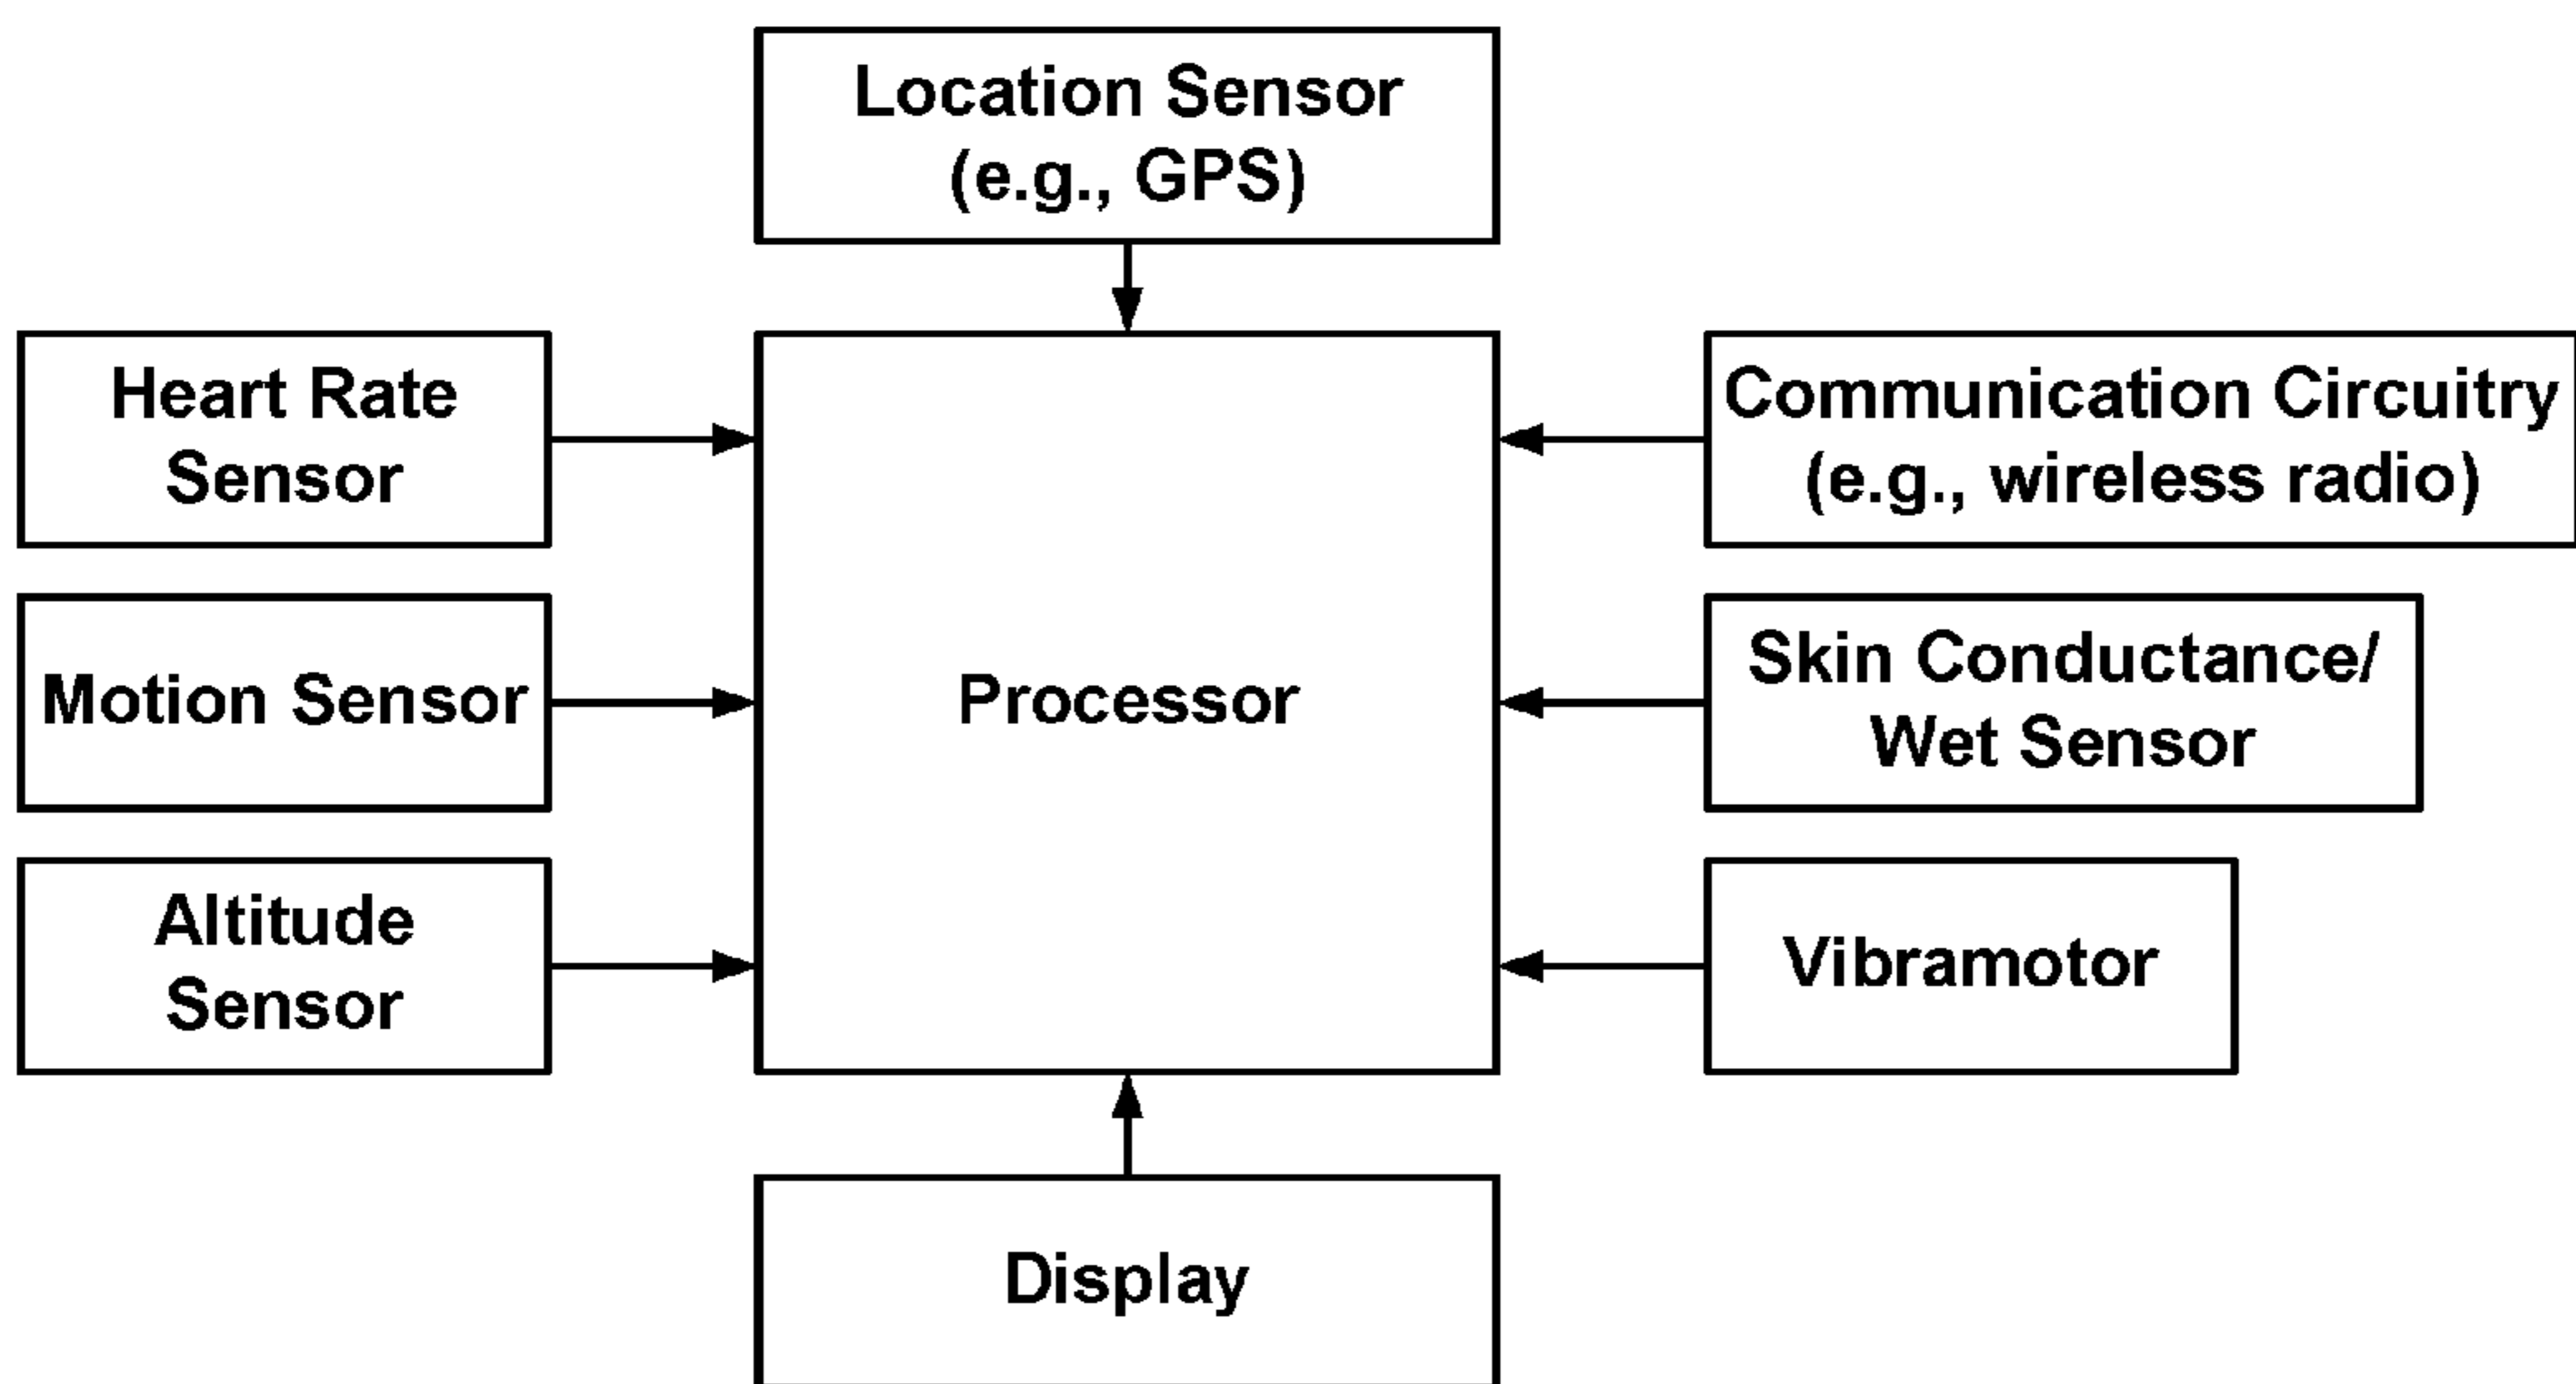 Location Sensor
(e.g., GPS)
Heart Rate
Sensor
Communication Circuitry
(e.g., wireless radio)
Motion Sensor
Processor
Skin Conductance/
Wet Sensor
Altitude
Sensor
Vibramotor
Display